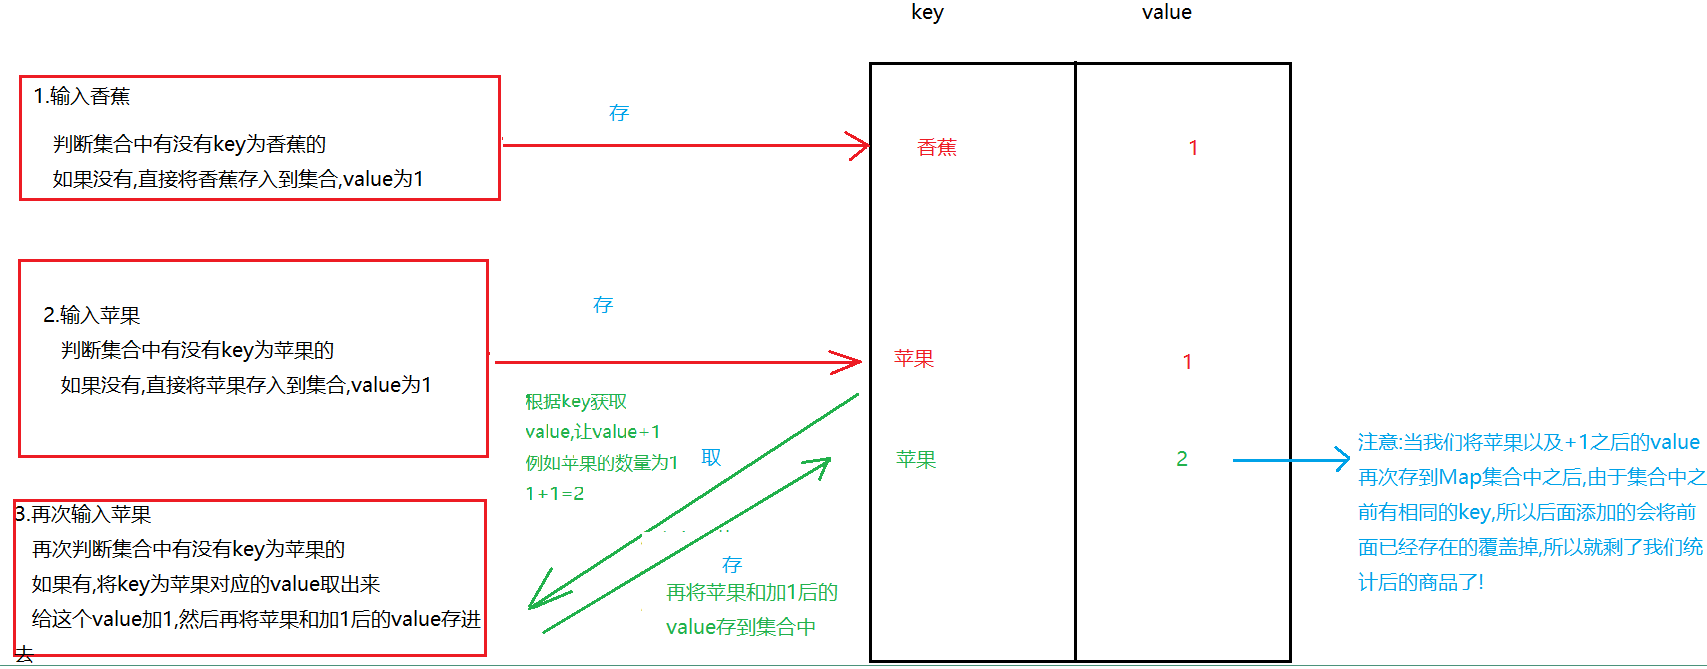 key
value
1.输入香蕉
判断集合中有没有key为香蕉的
如果没有,直接将香蕉存入到集合,value为1
存
香蕉
1
2.输入苹果
判断集合中有没有key为苹果的
如果没有,直接将苹果存入到集合,value为1
存
苹果
1
根据key获取
value,让value+1
例如苹果的数量为1
1+1=2
取
苹果
2
注意:当我们将苹果以及+1之后的value
再次存到Map集合中之后,由于集合中之
前有相同的key,所以后面添加的会将前
面已经存在的覆盖掉,所以就剩了我们统
计后的商品了!
3.再次输入苹果
再次判断集合中有没有key为苹果的
如果有,将key为苹果对应的value取出来
给这个value加1,然后再将苹果和加1后的value存进
去
存
再将苹果和加1后的
value存到集合中